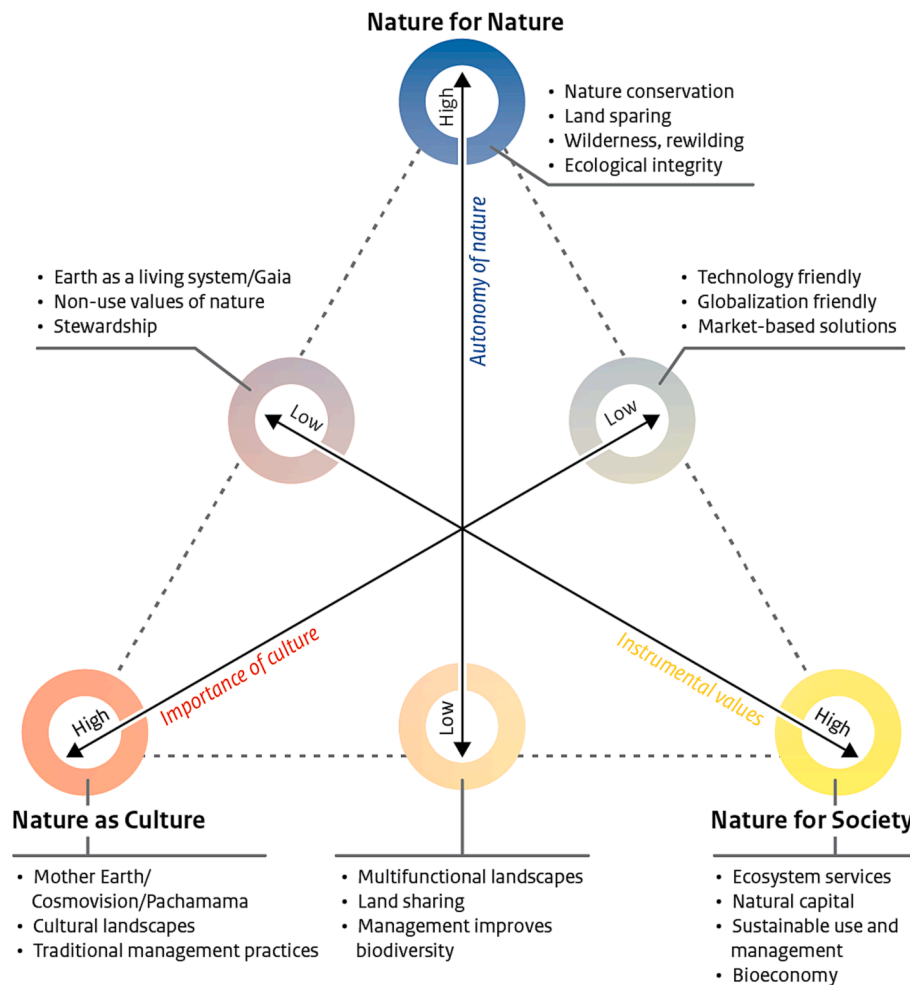 Nature for Nature
High
• Nature conservation
• Land sparing
• Wilderness, rewilding
• Ecological integrity
Autonomy of nature
• Earth as a living system/Gaia
• Non-use values of nature
• Stewardship
• Technology friendly
• Globalization friendly
• Market-based solutions
Low
Low
Importance of culture
Instrumental values
High
Low
High
Nature as Culture
Nature for Society
• Mother Earth/
Cosmovision/Pachamama
• Cultural landscapes
• Traditional management practices
• Multifunctional landscapes
• Land sharing
• Management improves
biodiversity
• Ecosystem services
• Natural capital
• Sustainable use and
management
• Bioeconomy